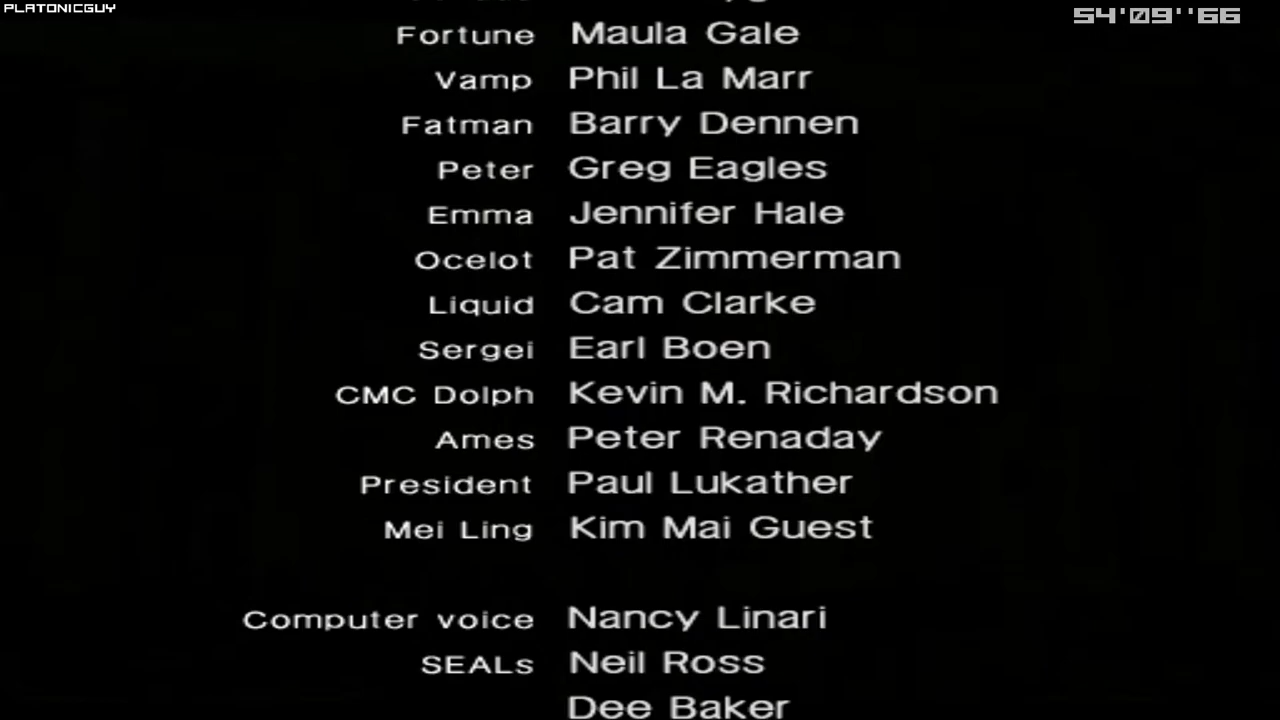 PLATONICGUY
54'09''66
Fortune Maula Gale
Vamp Phil La Marr
Fatman Barry Dennen
Peter Greg Eagles
Emma Jennifer Hale
Ocelot Pat Zimmerman
Liquid Cam Clarke
Sergei Earl Boen
CMC Dolph Kevin M. Richardson
Ames Peter Renaday
President Paul Lukather
Mei Ling Kim Mai Guest
Computer voice Nancy Linari
SEALs Neil Ross
Dee Baker